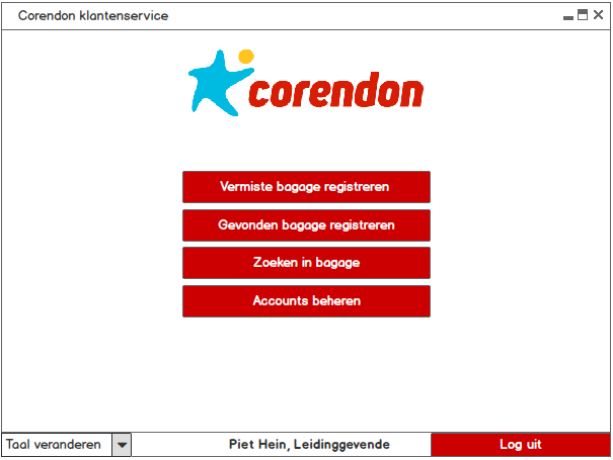 Corendon klantenservice
corendon
Vermiste bagage registreren
Gevonden bagage registreren
Zoeken in bagage
Accounts beheren
Taal veranderen
Piet Hein, Leidinggevende
Log uit